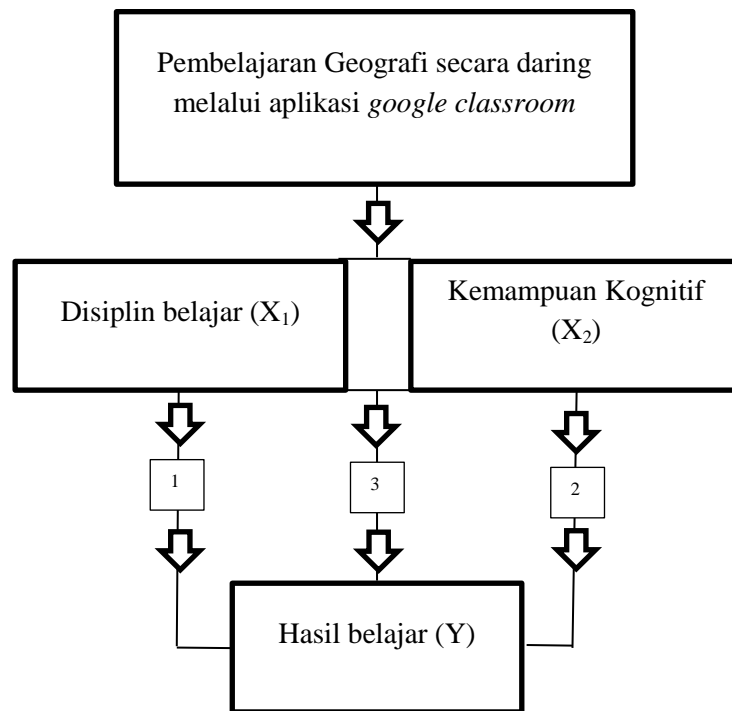 Pembelajaran Geografi secara daring
melalui aplikasi google classroom
Disiplin belajar (X₁)
Kemampuan Kognitif
(X₂)
1
3
2
Hasil belajar (Y)